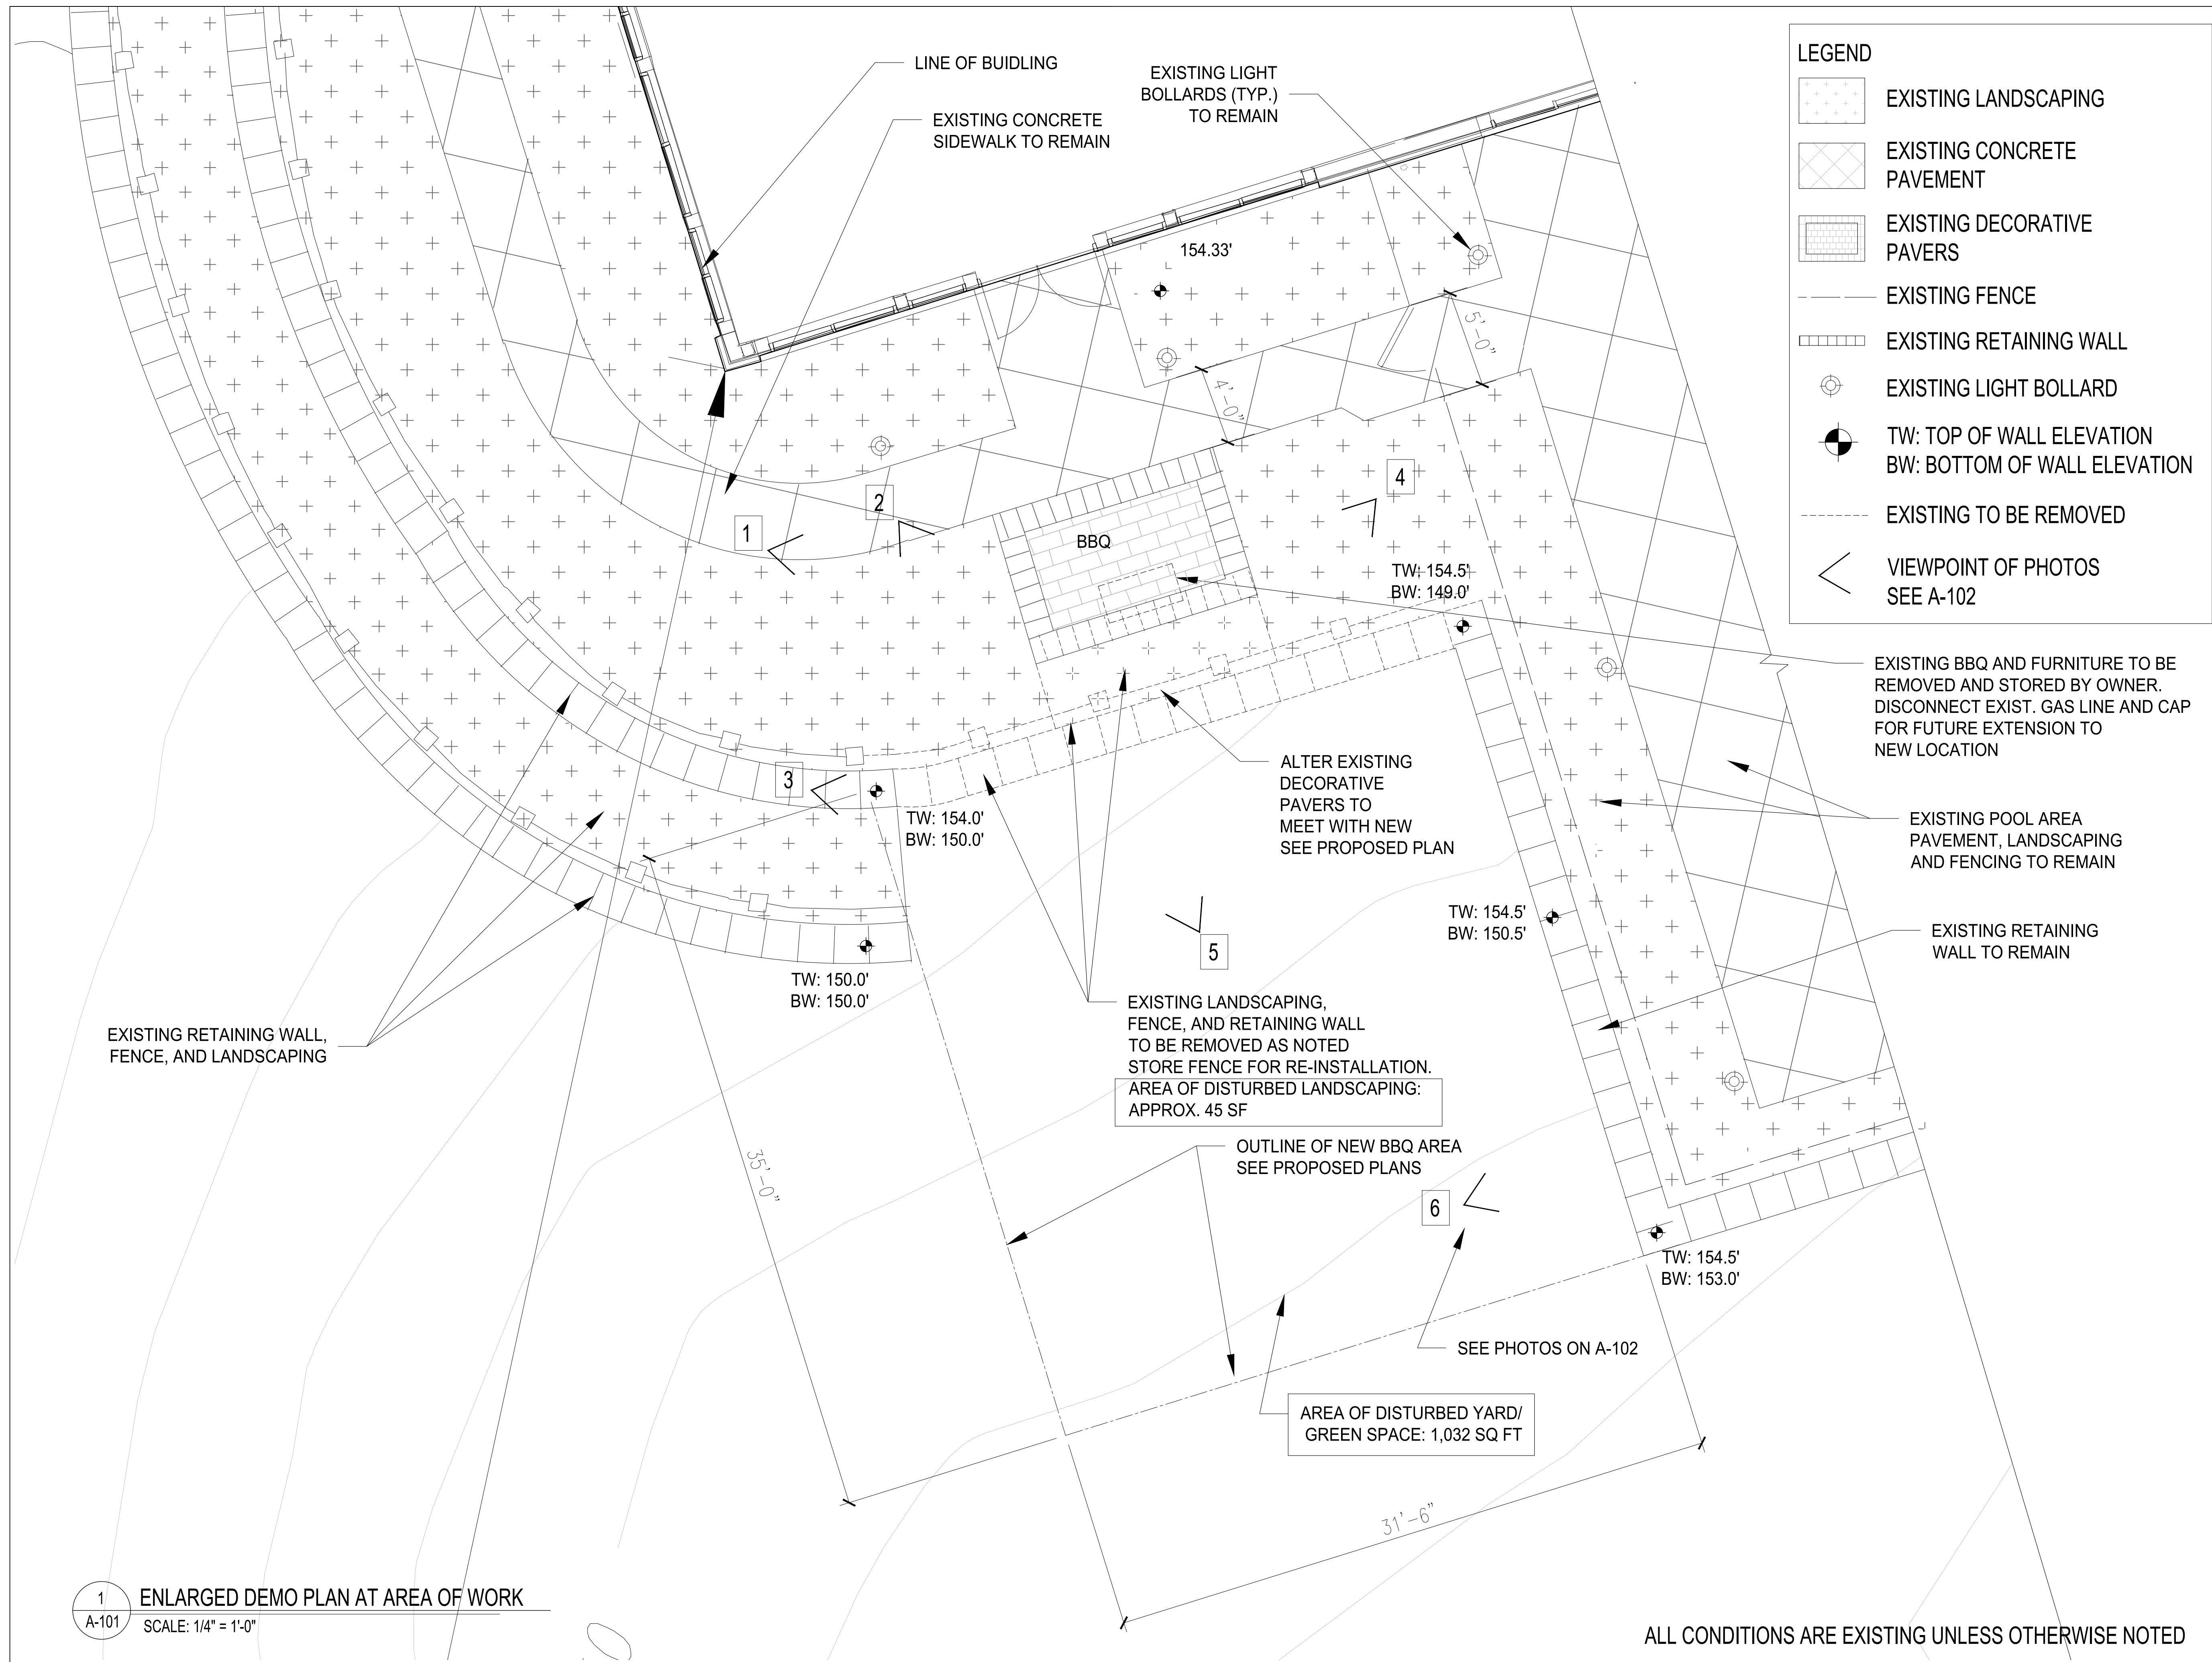 LINE OF BUIDLING
EXISTING CONCRETE
SIDEWALK TO REMAIN
EXISTING LIGHT
BOLLARDS (TYP.)
TO REMAIN
154.33'
5'-0"
4'-0"
1
2
4
BBQ
TW: 154.5'
BW: 149.0'
3
TW: 154.0'
BW: 150.0'
ALTER EXISTING
DECORATIVE
PAVERS TO
MEET WITH NEW
SEE PROPOSED PLAN
TW: 154.5'
BW: 150.5'
5
TW: 150.0'
BW: 150.0'
EXISTING RETAINING WALL,
FENCE, AND LANDSCAPING
EXISTING LANDSCAPING,
FENCE, AND RETAINING WALL
TO BE REMOVED AS NOTED
STORE FENCE FOR RE-INSTALLATION.
AREA OF DISTURBED LANDSCAPING:
APPROX. 45 SF
OUTLINE OF NEW BBQ AREA
SEE PROPOSED PLANS
35'-0"
6
TW: 154.5'
BW: 153.0'
SEE PHOTOS ON A-102
AREA OF DISTURBED YARD/
GREEN SPACE: 1,032 SQ FT
31'-6"
LEGEND
EXISTING LANDSCAPING
EXISTING CONCRETE
PAVEMENT
EXISTING DECORATIVE
PAVERS
EXISTING FENCE
EXISTING RETAINING WALL
EXISTING LIGHT BOLLARD
TW: TOP OF WALL ELEVATION
BW: BOTTOM OF WALL ELEVATION
EXISTING TO BE REMOVED
VIEWPOINT OF PHOTOS
SEE A-102
EXISTING BBQ AND FURNITURE TO BE
REMOVED AND STORED BY OWNER.
DISCONNECT EXIST. GAS LINE AND CAP
FOR FUTURE EXTENSION TO
NEW LOCATION
EXISTING POOL AREA
PAVEMENT, LANDSCAPING
AND FENCING TO REMAIN
EXISTING RETAINING
WALL TO REMAIN
1
A-101
ENLARGED DEMO PLAN AT AREA OF WORK
SCALE: 1/4" = 1'-0"
ALL CONDITIONS ARE EXISTING UNLESS OTHERWISE NOTED